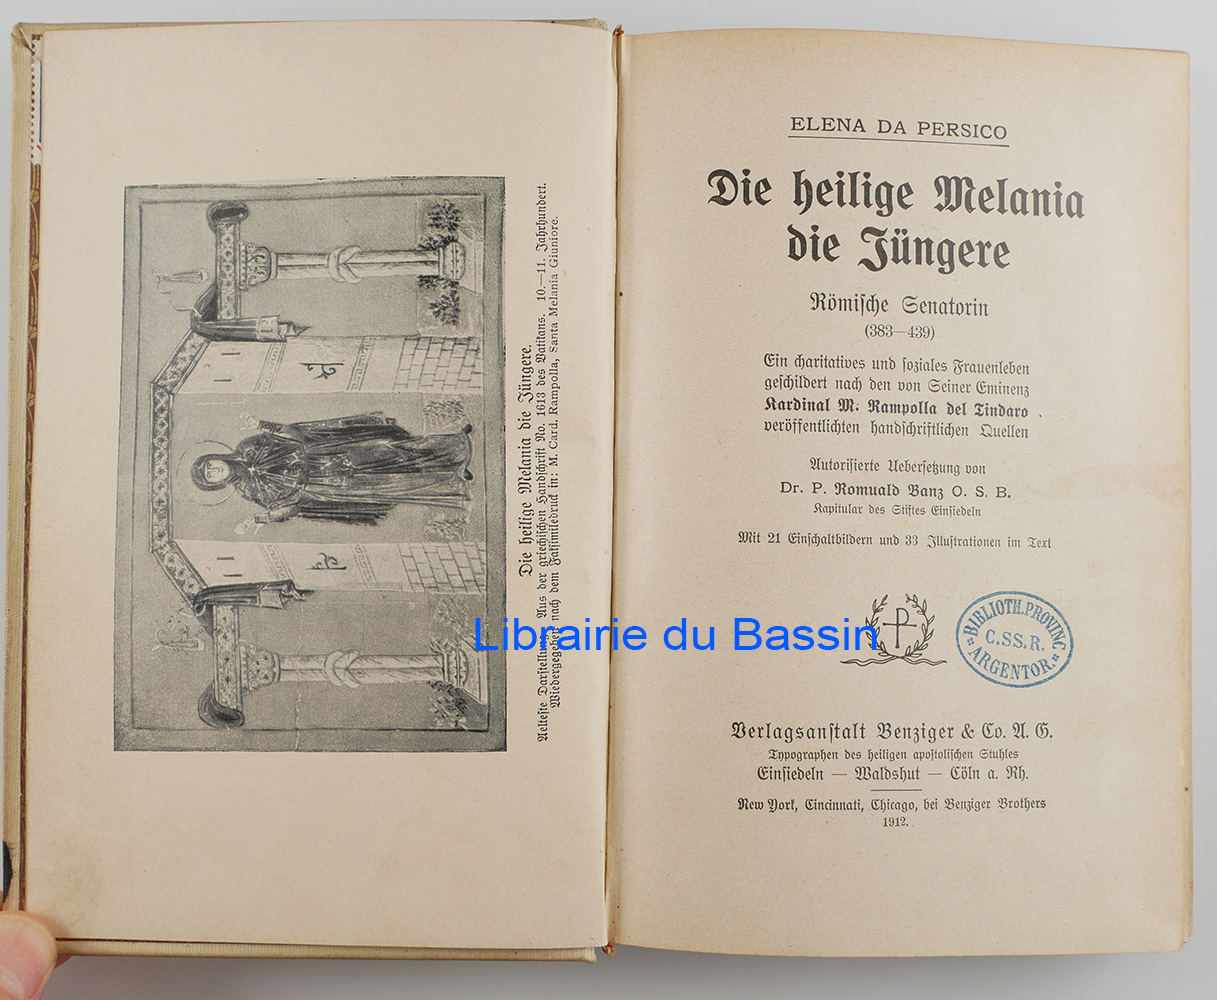 Die heilige Melania die Jüngere.
Aelteste Darstellung. Aus der griechischen Handschrift No. 1613 des Vatikans. 10.—11. Jahrhundert.
Wiedergegeben nach dem Faksimiledruck in: M. Card. Rampolla, Santa Melania Giuniore.
ELENA DA PERSICO
Die heilige Melania
die Jüngere
Römische Senatorin
(383—439)
Ein charitatives und soziales Frauenleben
geschildert nach den von Seiner Eminenz
Kardinal M. Rampolla del Tindaro
veröffentlichten handschriftlichen Quellen
Autorisierte Uebersetzung von
Dr. P. Romuald Banz O. S. B.
Kapitular des Stiftes Einsiedeln
Mit 21 Einschaltbildern und 33 Illustrationen im Text
Librairie du Bassin
BIBLIOTH. PROVINC
C.SS.R.
ARGENTOR.
Verlagsanstalt Benziger & Co. A. G.
Typographen des heiligen apostolischen Stuhles
Einsiedeln — Waldshut — Cöln a. Rh.
New York, Cincinnati, Chicago, bei Benziger Brothers
1912.